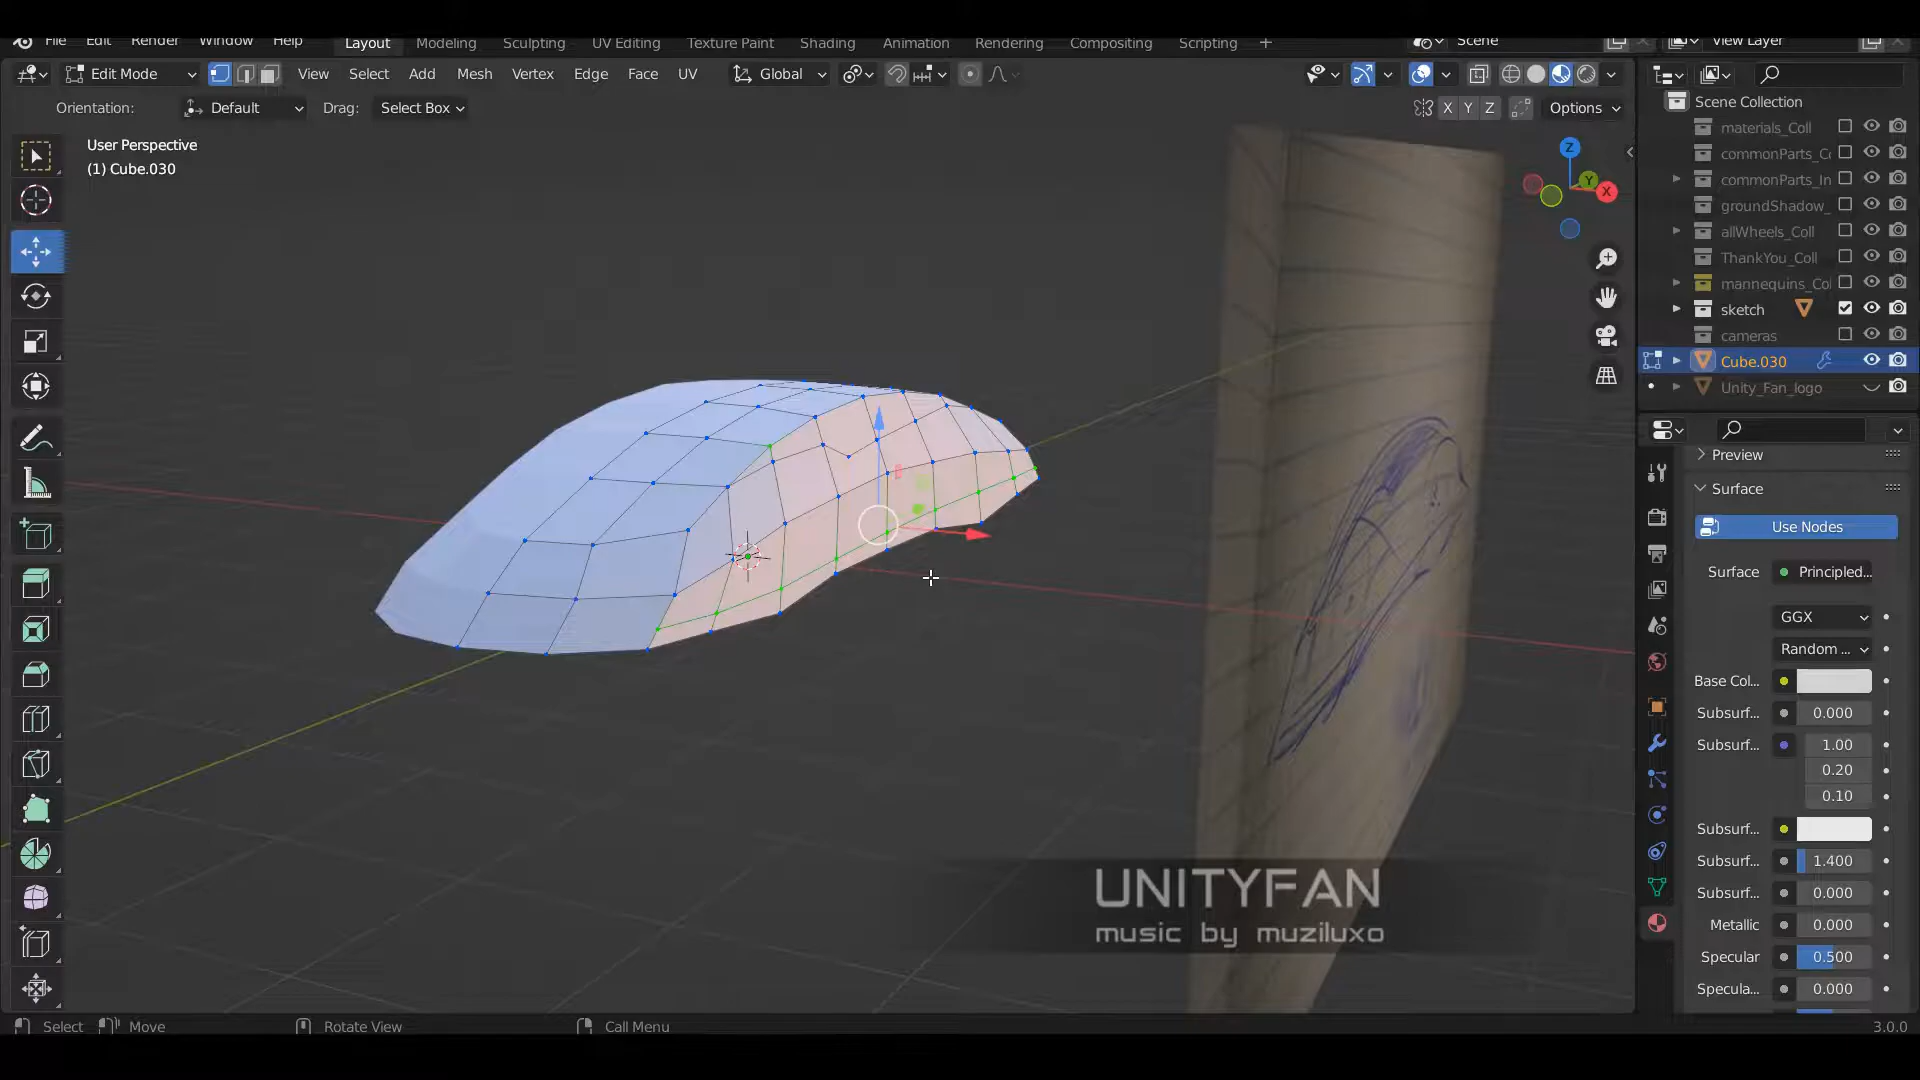 File Edit Render Window Help Layout Modeling Sculpting UV Editing Texture Paint Shading Animation Rendering Compositing Scripting Scene View Layer
Edit Mode View Select Add Mesh Vertex Edge Face UV Global
Orientation: Default Drag: Select Box X Y Z Options
User Perspective
(1) Cube.030
Z
Y
X
Scene Collection
materials_Coll
commonParts_Co
commonParts_In
groundShadow_
allWheels_Coll
ThankYou_Coll
mannequins_Col
sketch
cameras
Cube.030
Unity_Fan_logo
Preview
Surface
Use Nodes
Surface Principled...
GGX
Random ...
Base Col...
Subsurf... 0.000
Subsurf... 1.00
0.20
0.10
Subsurf...
Subsurf... 1.400
Subsurf... 0.000
Metallic 0.000
Specular 0.500
Specula... 0.000
UNITYFAN
music by muziluxo
Select Move Rotate View Call Menu 3.0.0